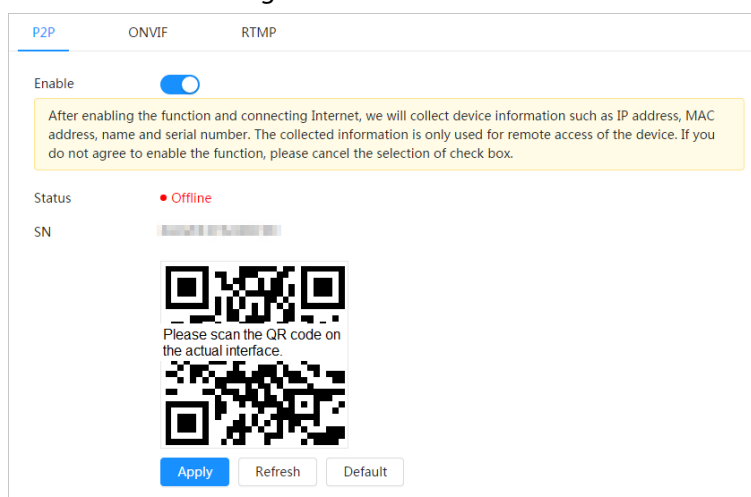 P2P ONVIF RTMP
Enable
After enabling the function and connecting Internet, we will collect device information such as IP address, MAC
address, name and serial number. The collected information is only used for remote access of the device. If you
do not agree to enable the function, please cancel the selection of check box.
Status Offline
SN
Please scan the QR code on
the actual interface.
Apply Refresh Default